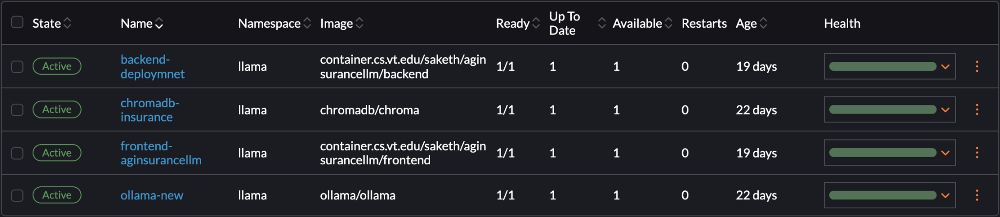 State Name Namespace Image Ready Up To Date Available Restarts Age Health
Active backend-deploymnet llama container.cs.vt.edu/saketh/aginsurancellm/backend 1/1 1 1 0 19 days
Active chromadb-insurance llama chromadb/chroma 1/1 1 1 0 22 days
Active frontend-aginsurancellm llama container.cs.vt.edu/saketh/aginsurancellm/frontend 1/1 1 1 0 19 days
Active ollama-new llama ollama/ollama 1/1 1 1 0 22 days